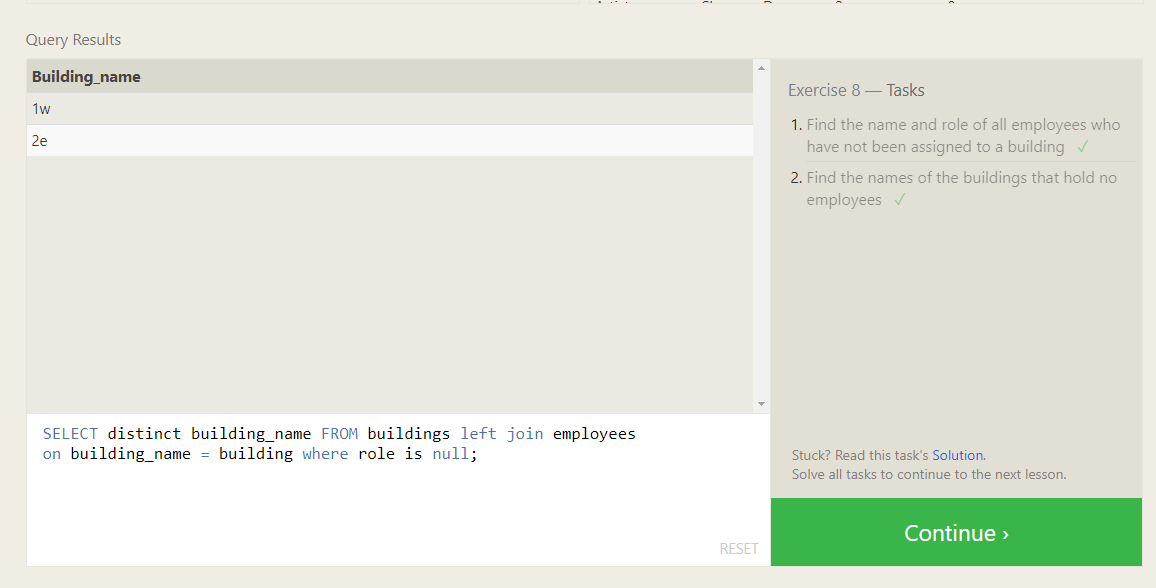 Query Results
Building_name
1w
2e
SELECT distinct building_name FROM buildings left join employees
on building_name = building where role is null;
RESET
Exercise 8 — Tasks
1. Find the name and role of all employees who
have not been assigned to a building ✓
2. Find the names of the buildings that hold no
employees ✓
Stuck? Read this task's Solution.
Solve all tasks to continue to the next lesson.
Continue ›